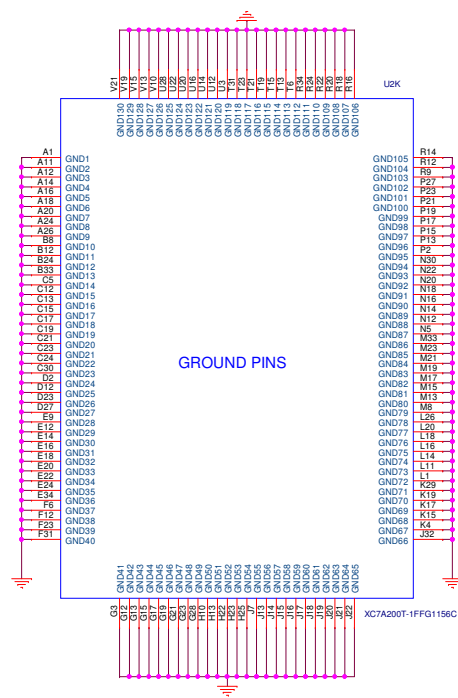 V21 V19 V15 V13 V10 U28 U22 U20 U16 U14 U12 U3 T31 T23 T21 T19 T15 T13 T6 R34 R24 R22 R20 R18 R16
U2K
GND130 GND129 GND128 GND127 GND126 GND125 GND124 GND123 GND122 GND121 GND120 GND119 GND118 GND117 GND116 GND115 GND114 GND113 GND112 GND111 GND110 GND109 GND108 GND107 GND106
A1 GND1 GND105 R14
A11 GND2 GND104 R12
A12 GND3 GND103 R9
A14 GND4 GND102 P27
A16 GND5 GND101 P23
A18 GND6 GND100 P21
A20 GND7 GND99 P19
A24 GND8 GND98 P17
A26 GND9 GND97 P15
B8 GND10 GND96 P13
B12 GND11 GND95 P2
B24 GND12 GND94 N30
B33 GND13 GND93 N22
C5 GND14 GND92 N20
C12 GND15 GND91 N18
C13 GND16 GND90 N16
C15 GND17 GND89 N14
C17 GND18 GND88 N12
C19 GND19 GND87 N5
C21 GND20 GND86 M33
C23 GND21 GND85 M23
C24 GND22 GND84 M21
GROUND PINS
C30 GND23 GND83 M19
D2 GND24 GND82 M17
D12 GND25 GND81 M15
D23 GND26 GND80 M13
D27 GND27 GND79 M8
E9 GND28 GND78 L26
E12 GND29 GND77 L20
E14 GND30 GND76 L18
E16 GND31 GND75 L16
E18 GND32 GND74 L14
E20 GND33 GND73 L11
E22 GND34 GND72 L1
E24 GND35 GND71 K29
E34 GND36 GND70 K19
F6 GND37 GND69 K17
F12 GND38 GND68 K15
F23 GND39 GND67 K4
F31 GND40 GND66 J32
GND41 GND42 GND43 GND44 GND45 GND46 GND47 GND48 GND49 GND50 GND51 GND52 GND53 GND54 GND55 GND56 GND57 GND58 GND59 GND60 GND61 GND62 GND63 GND64 GND65
G3 G12 G13 G15 G17 G19 G21 G23 G28 H10 H13 H22 H23 H25 J7 J13 J14 J15 J16 J17 J18 J19 J20 J21 J22
XC7A200T-1FFG1156C